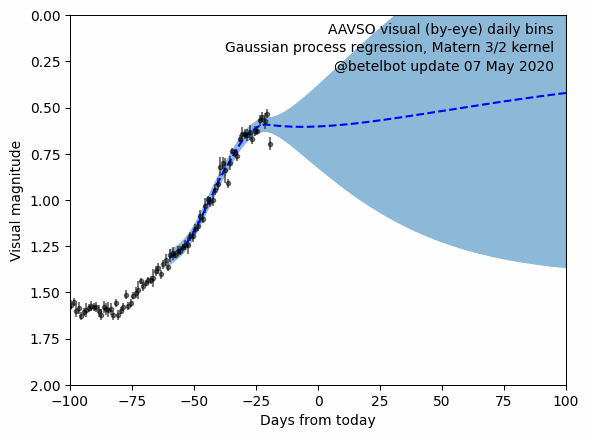 AAVSO visual (by-eye) daily bins
Gaussian process regression, Matern 3/2 kernel
@betelbot update 07 May 2020
0.00
0.25
0.50
0.75
1.00
1.25
1.50
1.75
2.00
Visual magnitude
−100 −75 −50 −25 0 25 50 75 100
Days from today